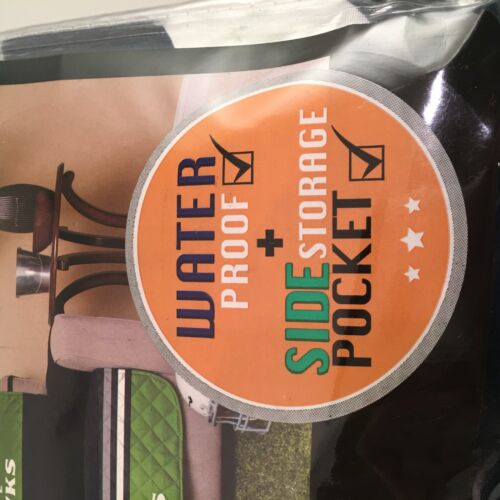 WATER
PROOF
+
SIDE STORAGE
POCKET